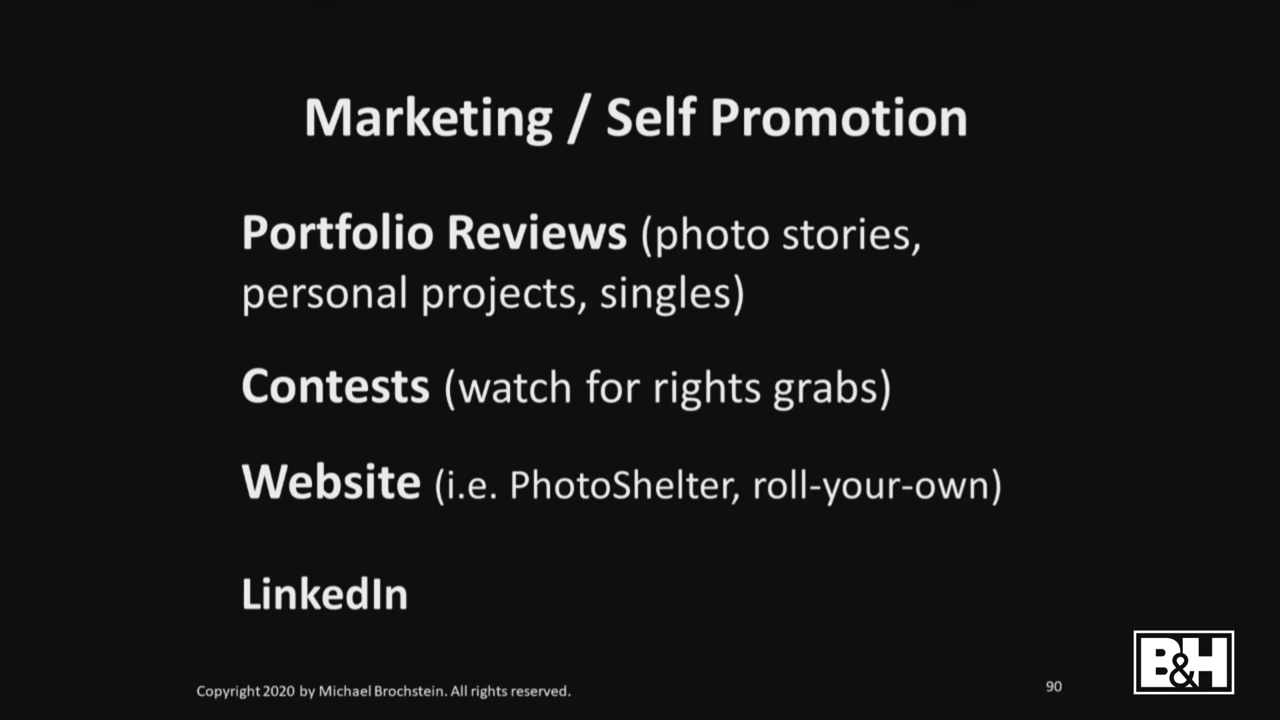 Marketing / Self Promotion
Portfolio Reviews (photo stories,
personal projects, singles)
Contests (watch for rights grabs)
Website (i.e. PhotoShelter, roll-your-own)
LinkedIn
Copyright 2020 by Michael Brochstein. All rights reserved.
90
B&H